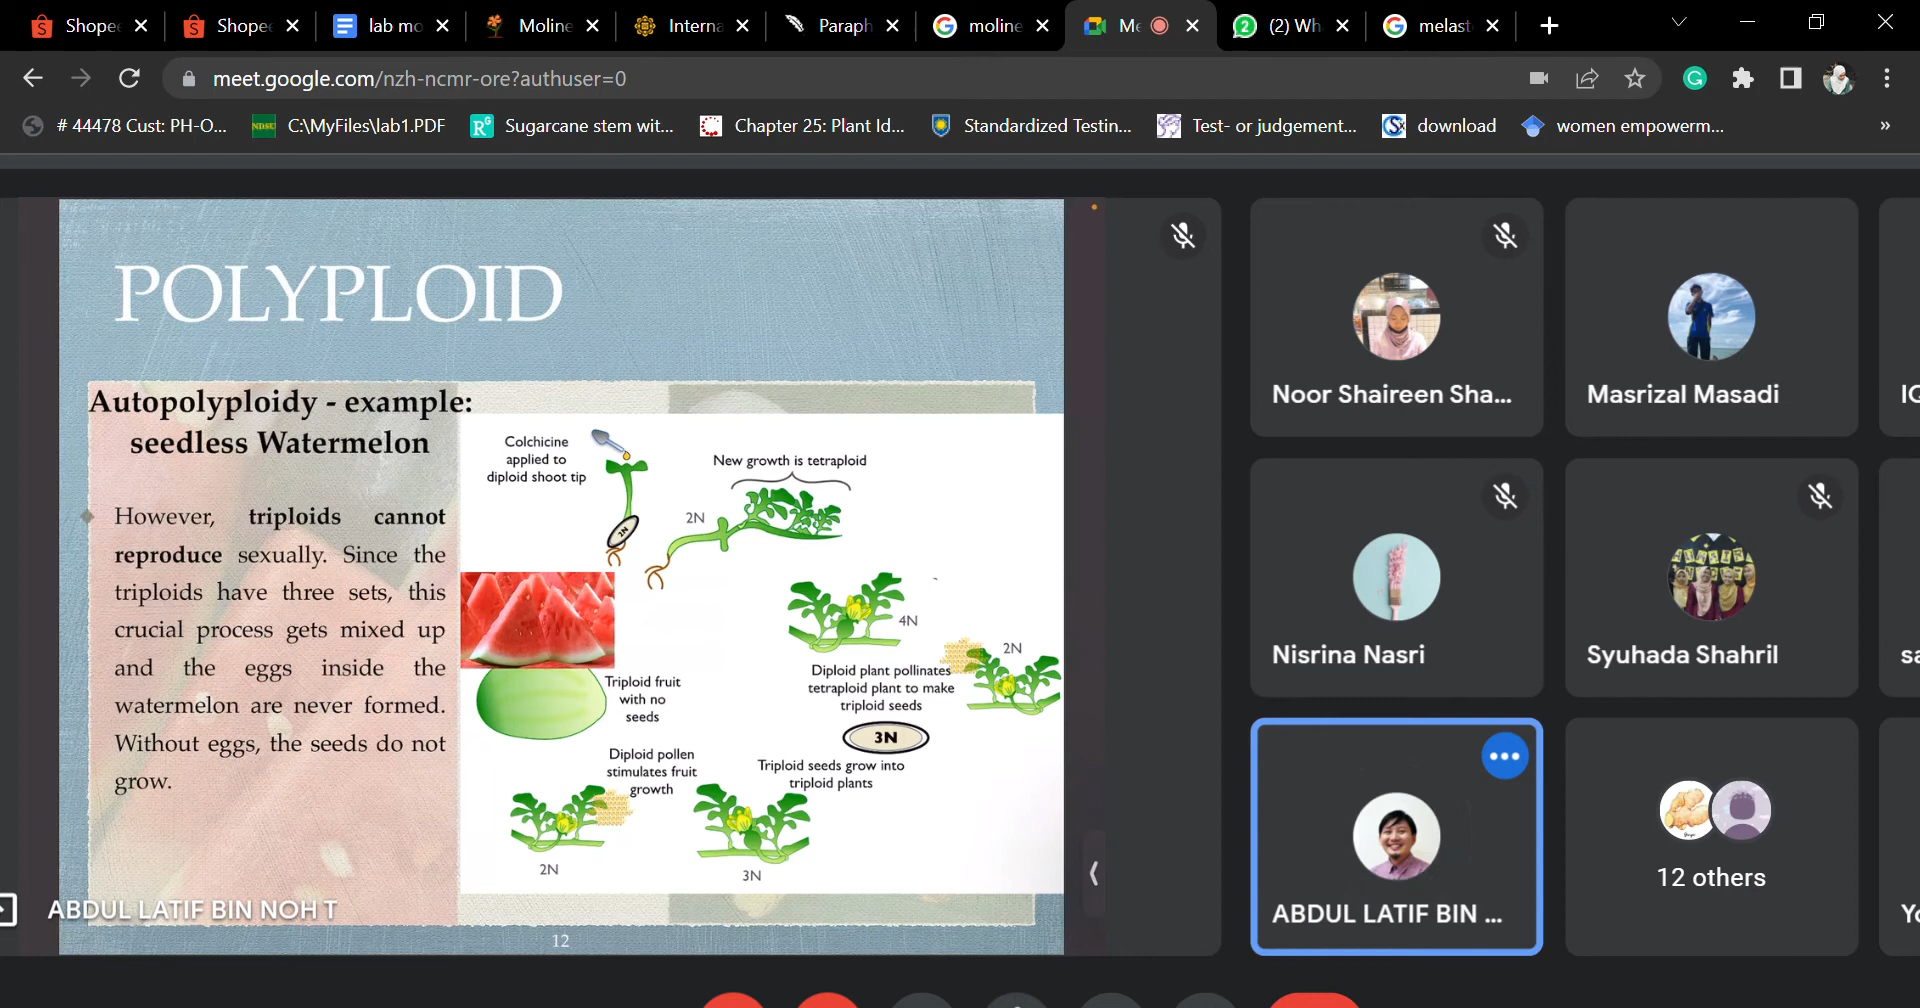 Shope
Shope
lab mo
Moline
Interna
Paraph
moline
Me
(2) Wh
melast
meet.google.com/nzh-ncmr-ore?authuser=0
# 44478 Cust: PH-O...
C:\MyFiles\lab1.PDF
Sugarcane stem wit...
Chapter 25: Plant Id...
Standardized Testin...
Test- or judgement...
download
women empowerm...
POLYPLOID
Autopolyploidy - example:
seedless Watermelon
However, triploids cannot
reproduce sexually. Since the
triploids have three sets, this
crucial process gets mixed up
and the eggs inside the
watermelon are never formed.
Without eggs, the seeds do not
grow.
Colchicine
applied to
diploid shoot tip
2N
New growth is tetraploid
2N
4N
2N
Diploid plant pollinates
tetraploid plant to make
triploid seeds
3N
Triploid seeds grow into
triploid plants
Triploid fruit
with no
seeds
Diploid pollen
stimulates fruit
growth
2N
3N
12
ABDUL LATIF BIN NOH T
Noor Shaireen Sha...
Masrizal Masadi
IQ
Nisrina Nasri
Syuhada Shahril
sa
ABDUL LATIF BIN ...
12 others
Yo